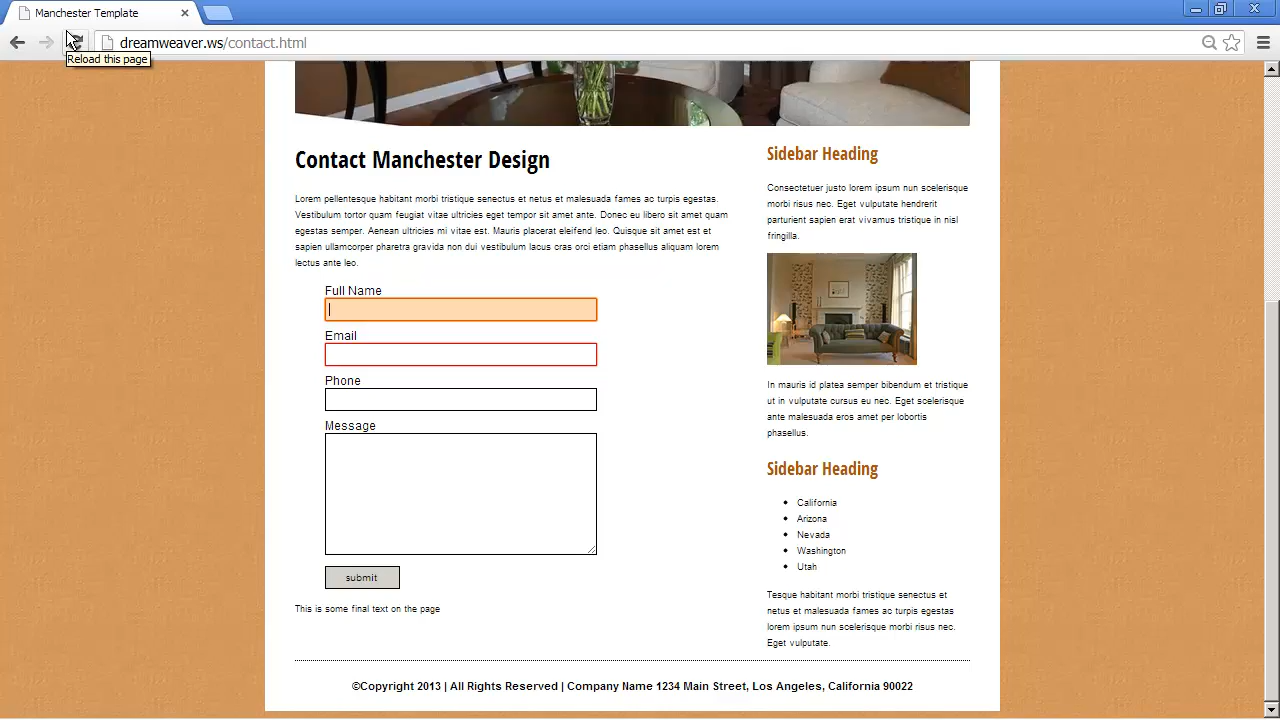 Manchester Template
dreamweaver.ws/contact.html
Reload this page
Contact Manchester Design
Lorem pellentesque habitant morbi tristique senectus et netus et malesuada fames ac turpis egestas.
Vestibulum tortor quam feugiat vitae ultricies eget tempor sit amet ante. Donec eu libero sit amet quam
egestas semper. Aenean ultricies mi vitae est. Mauris placerat eleifend leo. Quisque sit amet est et
sapien ullamcorper pharetra gravida non dui vestibulum lacus cras orci etiam phasellus aliquam lorem
lectus ante leo.
Full Name
Email
Phone
Message
submit
This is some final text on the page
Sidebar Heading
Consectetuer justo lorem ipsum nun scelerisque
morbi risus nec. Eget vulputate hendrerit
parturient sapien erat vivamus tristique in nisl
fringilla.
In mauris id platea semper bibendum et tristique
ut in vulputate cursus eu nec. Eget scelerisque
ante malesuada eros amet per lobortis
phasellus.
Sidebar Heading
California
Arizona
Nevada
Washington
Utah
Tesque habitant morbi tristique senectus et
netus et malesuada fames ac turpis egestas
lorem ipsum nun scelerisque morbi risus nec.
Eget vulputate.
©Copyright 2013 | All Rights Reserved | Company Name 1234 Main Street, Los Angeles, California 90022